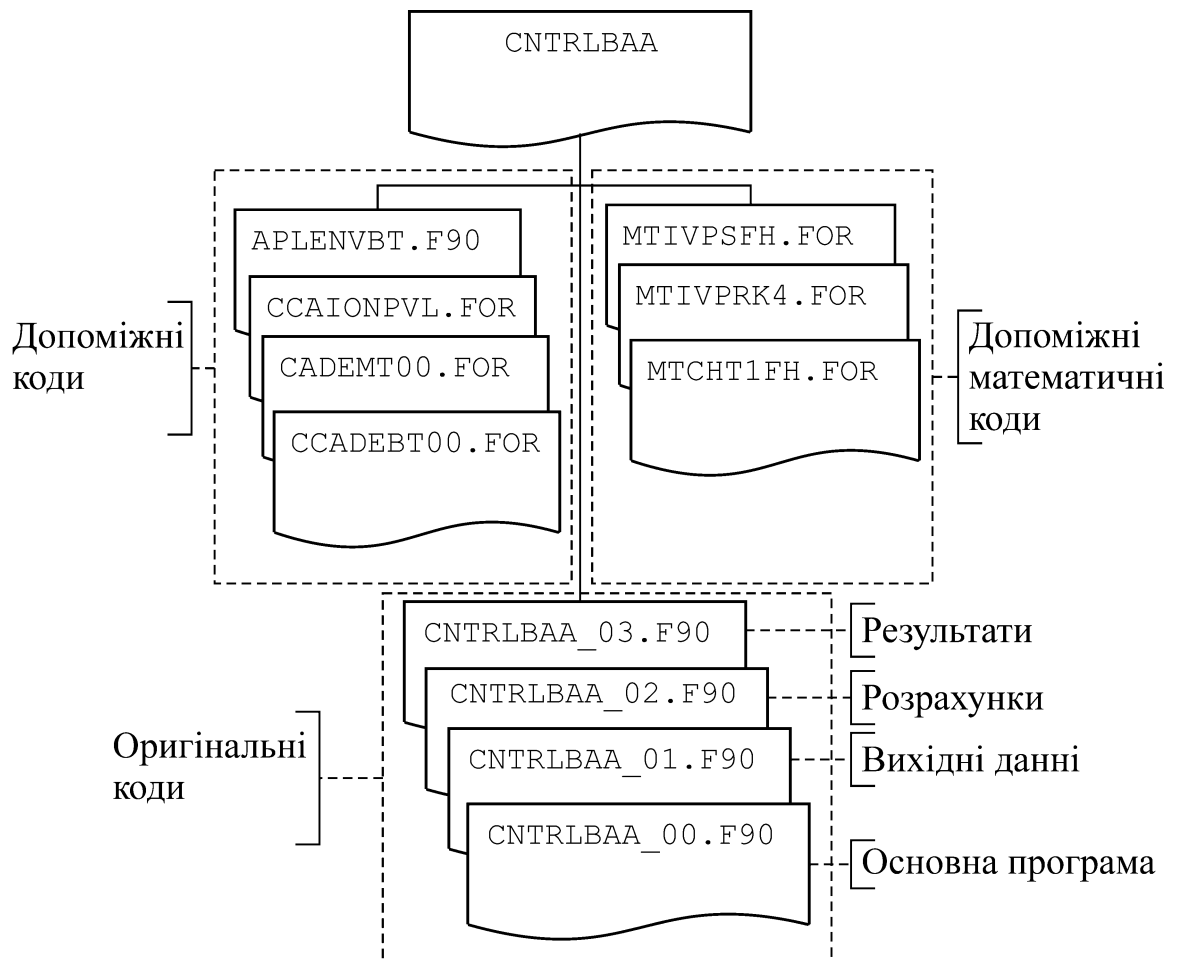 CNTRLBAA
APLENVBT.F90
CCAIONPVL.FOR
CADEMT00.FOR
CCADEBT00.FOR
MTIVPSFH.FOR
MTIVPRK4.FOR
MTCHT1FH.FOR
Допоміжні
коди
Допоміжні
математичні
коди
CNTRLBAA_03.F90
CNTRLBAA_02.F90
CNTRLBAA_01.F90
CNTRLBAA_00.F90
Оригінальні
коди
Результати
Розрахунки
Вихідні данні
Основна програма